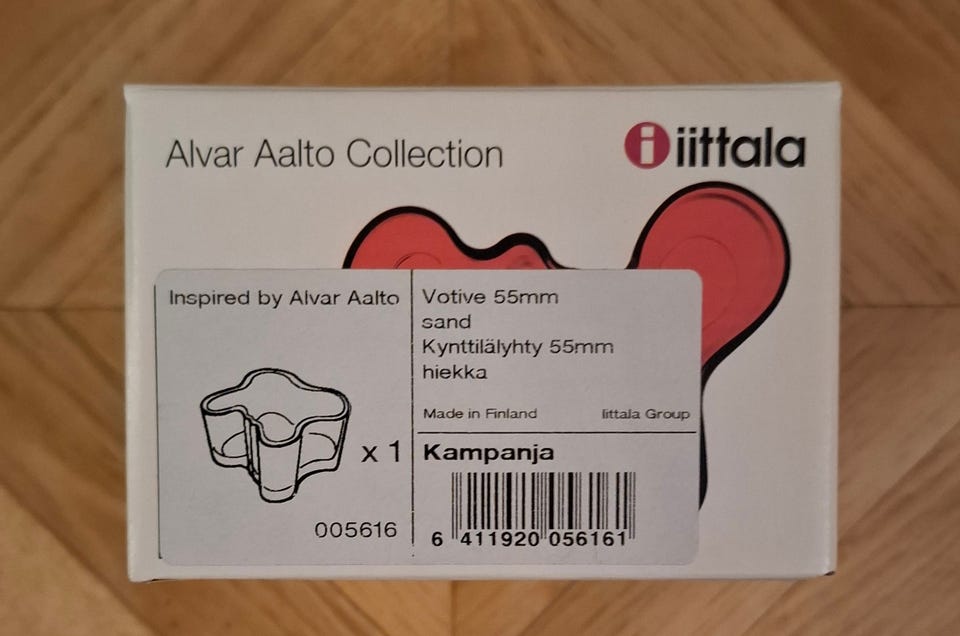 Alvar Aalto Collection
iittala
Inspired by Alvar Aalto
x 1
005616
Votive 55mm
sand
Kynttilälyhty 55mm
hiekka
Made in Finland Iittala Group
Kampanja
6 411920 056161